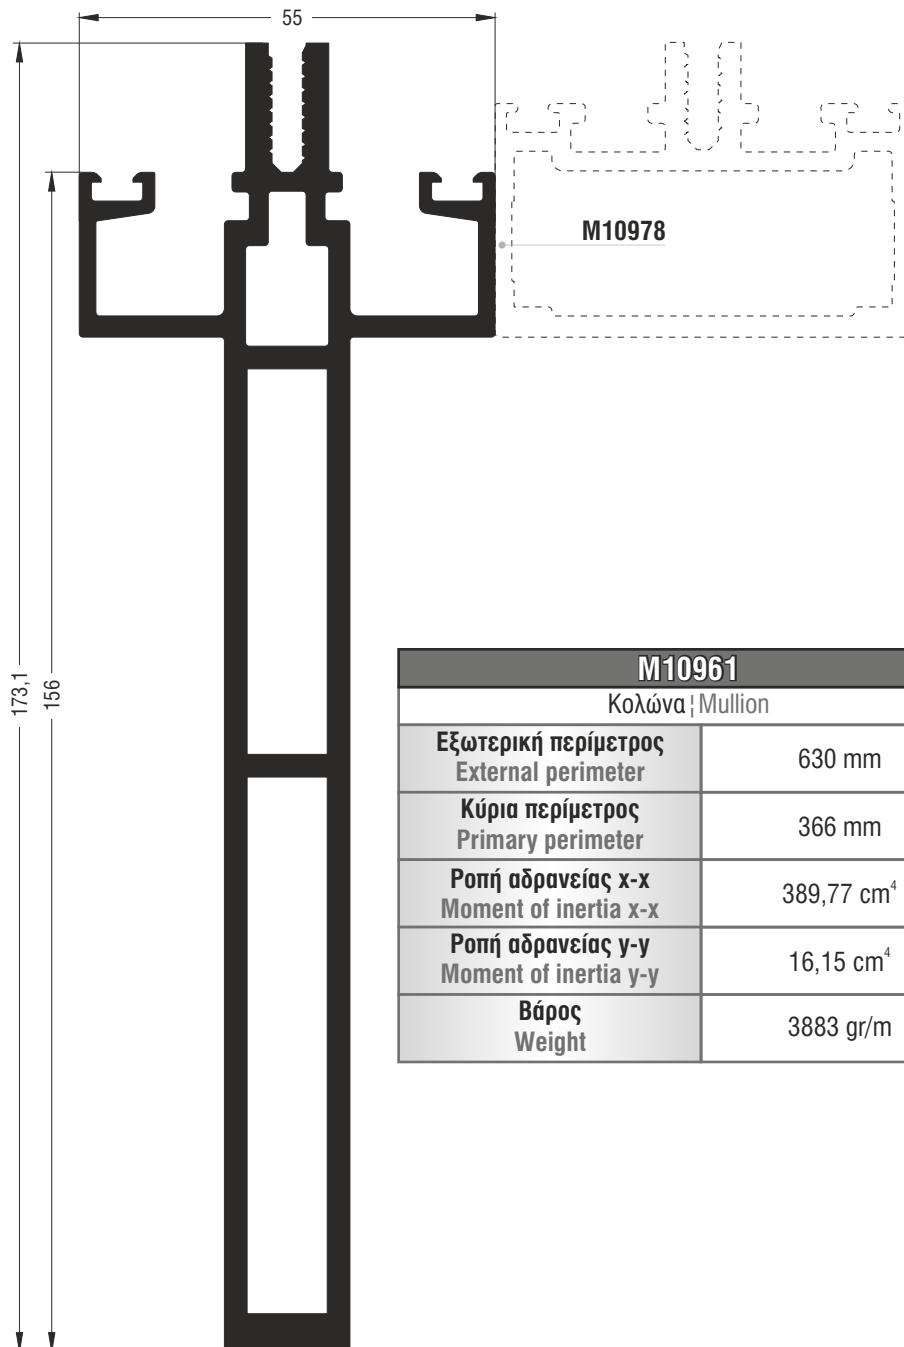 55
M10978
173,1
156
M10961
Κολώνα ¦ Mullion
Εξωτερική περίμετρος
External perimeter
630 mm
Κύρια περίμετρος
Primary perimeter
366 mm
Ροπή αδρανείας x-x
Moment of inertia x-x
389,77 cm⁴
Ροπή αδρανείας y-y
Moment of inertia y-y
16,15 cm⁴
Βάρος
Weight
3883 gr/m